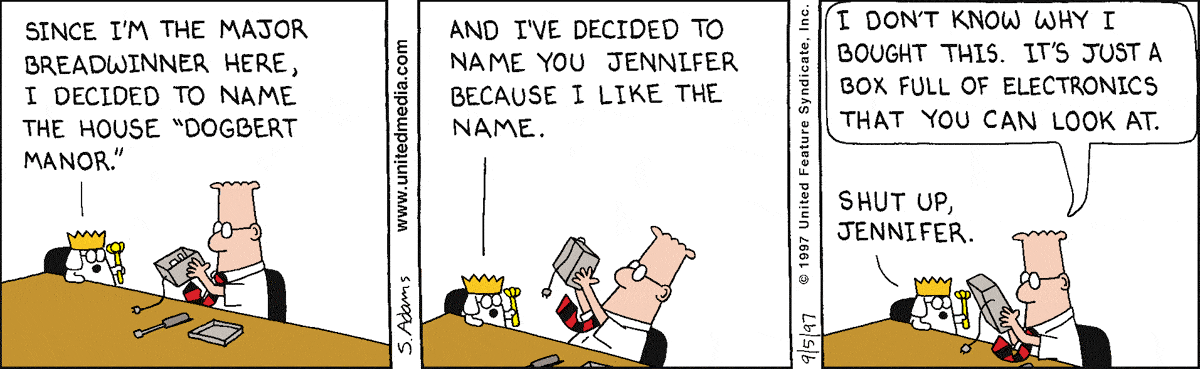 SINCE I'M THE MAJOR
BREADWINNER HERE,
I DECIDED TO NAME
THE HOUSE "DOGBERT
MANOR."
www.unitedmedia.com
S. Adams
AND I'VE DECIDED TO
NAME YOU JENNIFER
BECAUSE I LIKE THE
NAME.
9/5/97 © 1997 United Feature Syndicate, Inc.
I DON'T KNOW WHY I
BOUGHT THIS. IT'S JUST A
BOX FULL OF ELECTRONICS
THAT YOU CAN LOOK AT.
SHUT UP,
JENNIFER.